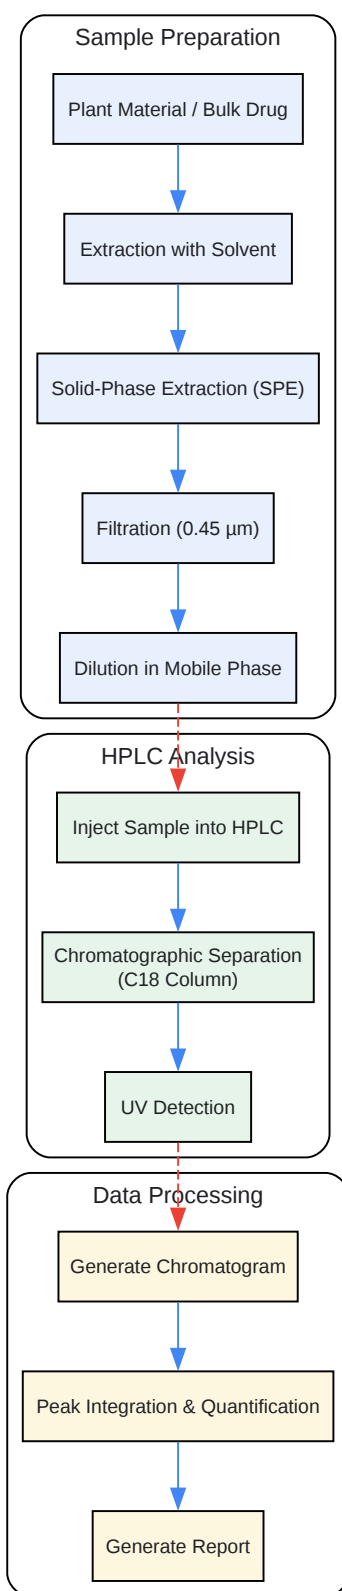 Sample Preparation
Plant Material / Bulk Drug
Extraction with Solvent
Solid-Phase Extraction (SPE)
Filtration (0.45 µm)
Dilution in Mobile Phase
HPLC Analysis
Inject Sample into HPLC
Chromatographic Separation
(C18 Column)
UV Detection
Data Processing
Generate Chromatogram
Peak Integration & Quantification
Generate Report